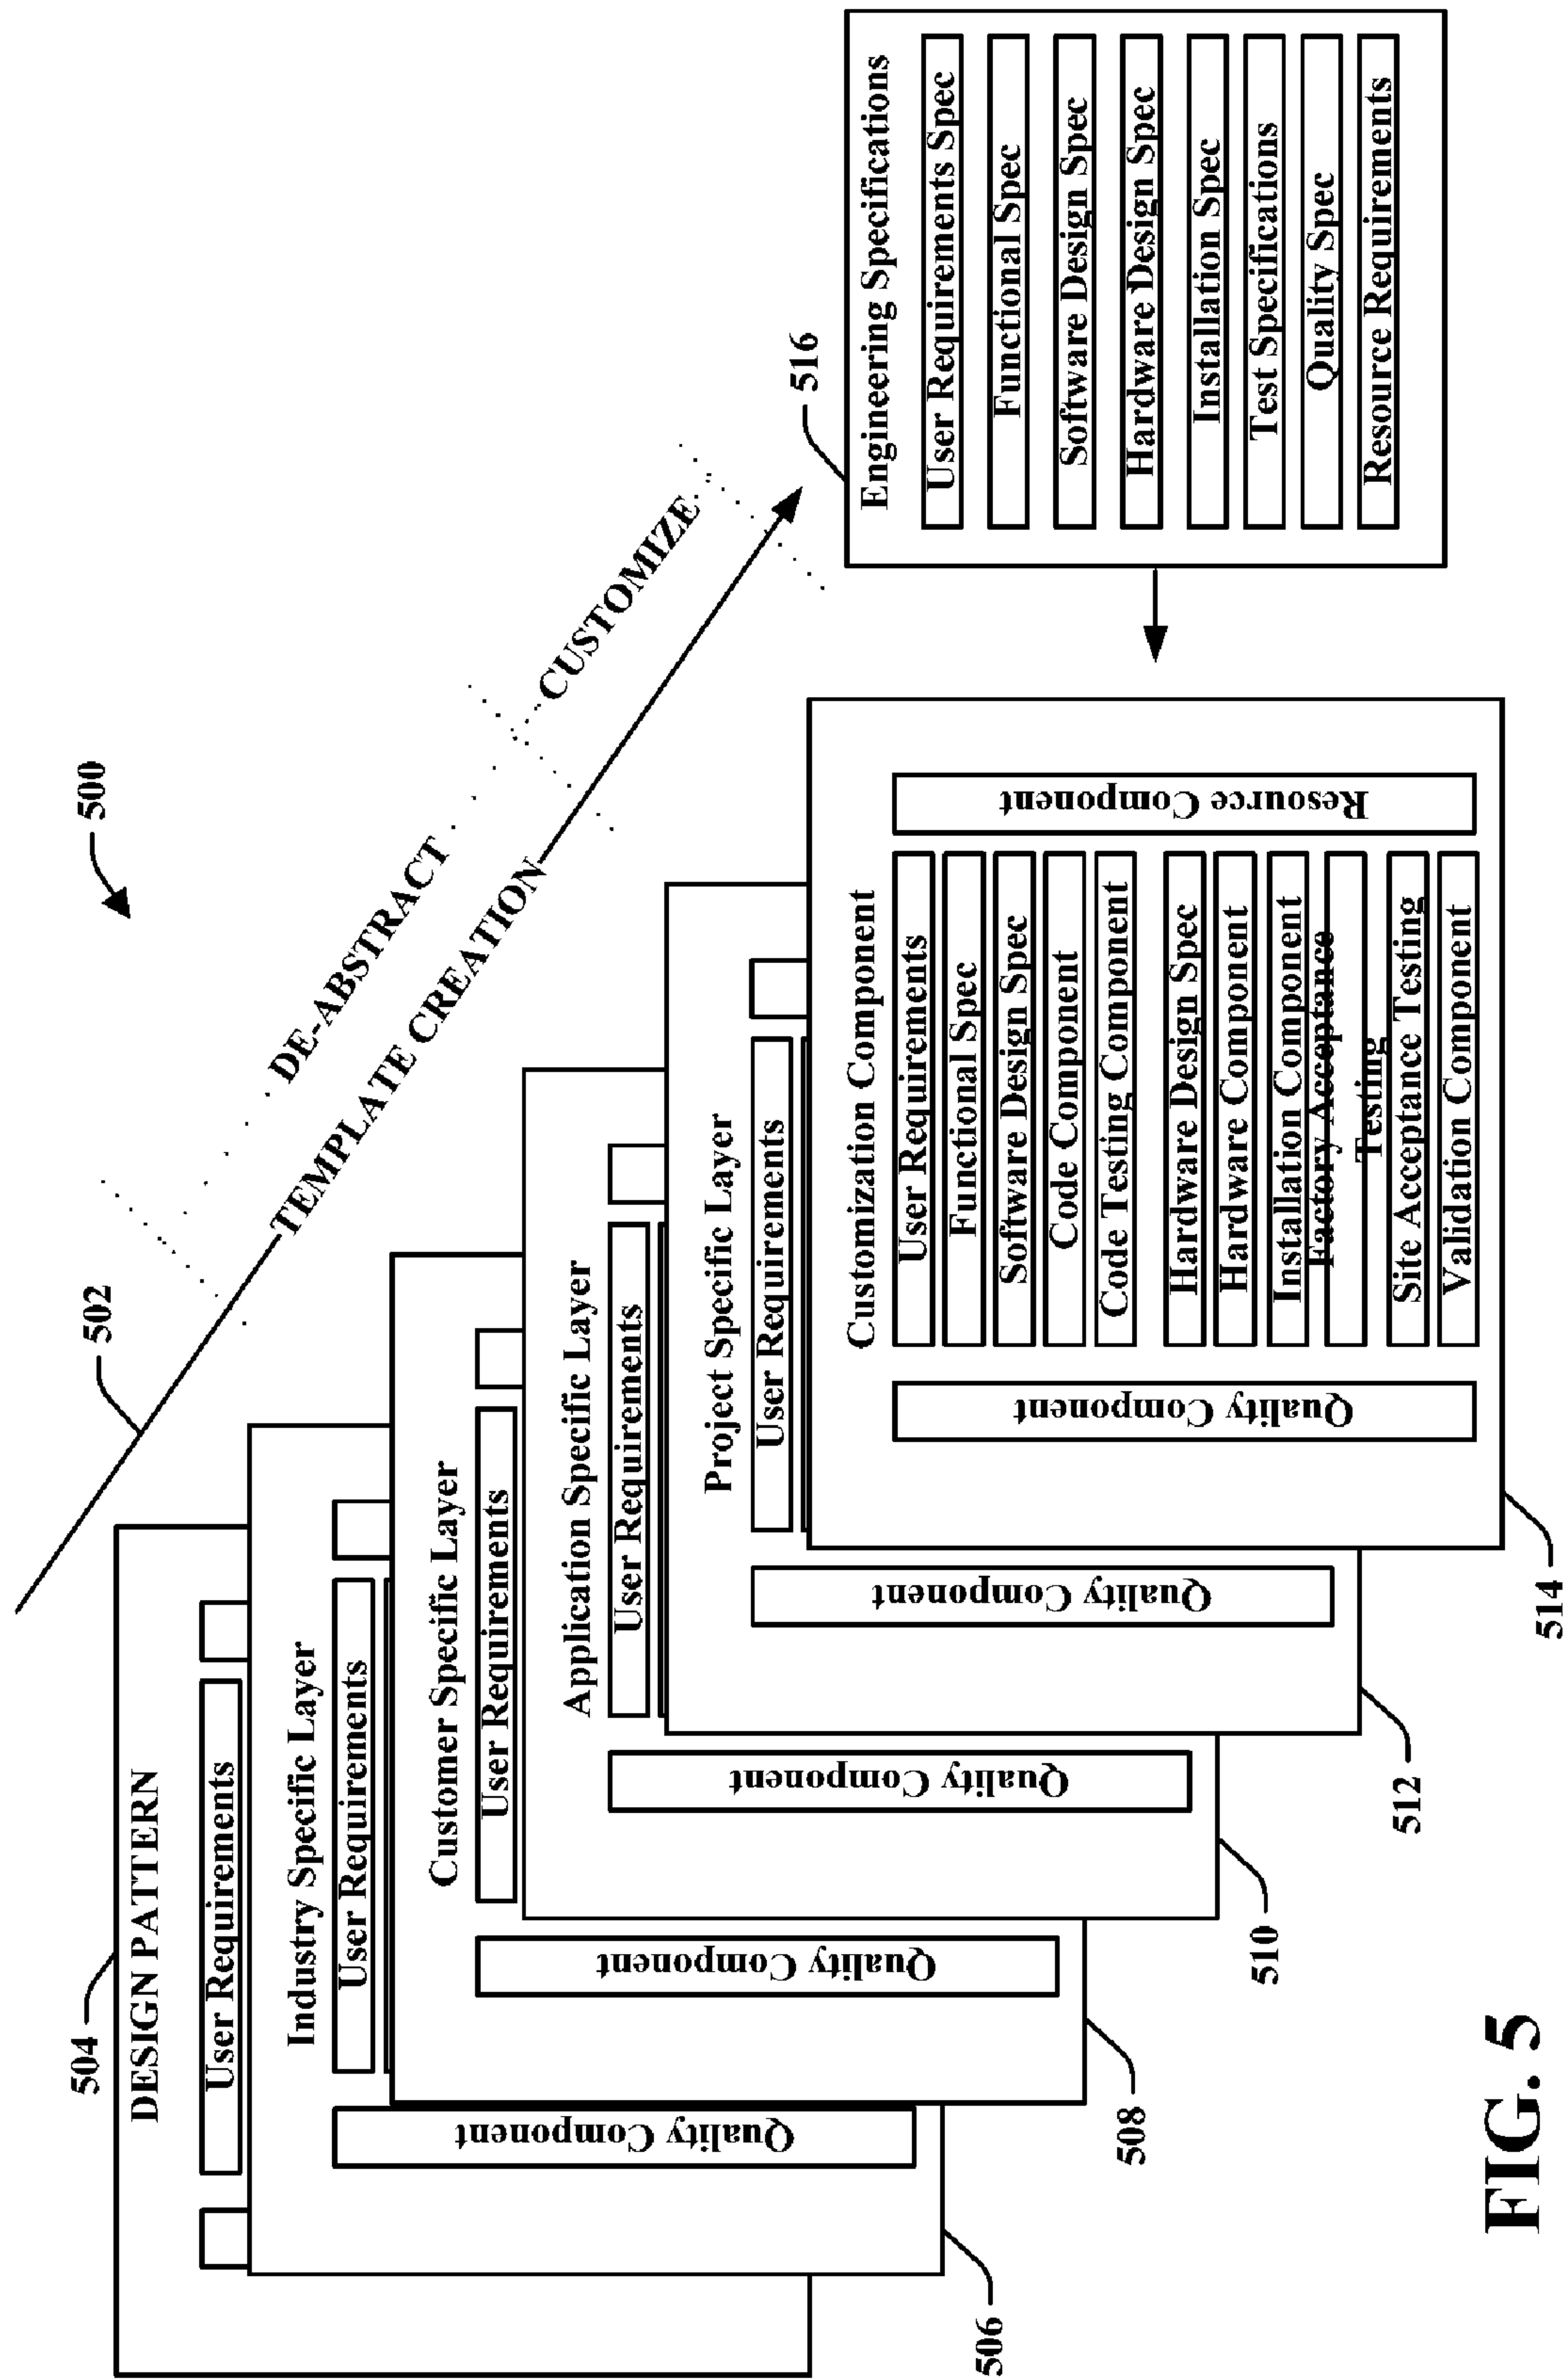 500
502
TEMPLATE CREATION
DE-ABSTRACT
CUSTOMIZE
504
DESIGN PATTERN
User Requirements
Industry Specific Layer
User Requirements
Quality Component
506
Customer Specific Layer
User Requirements
Quality Component
508
Application Specific Layer
User Requirements
Quality Component
510
Project Specific Layer
User Requirements
Quality Component
512
Customization Component
User Requirements
Functional Spec
Software Design Spec
Code Component
Code Testing Component
Hardware Design Spec
Hardware Component
Installation Component
Factory Acceptance
Testing
Site Acceptance Testing
Validation Component
Quality Component
Resource Component
514
516
Engineering Specifications
User Requirements Spec
Functional Spec
Software Design Spec
Hardware Design Spec
Installation Spec
Test Specifications
Quality Spec
Resource Requirements
FIG. 5